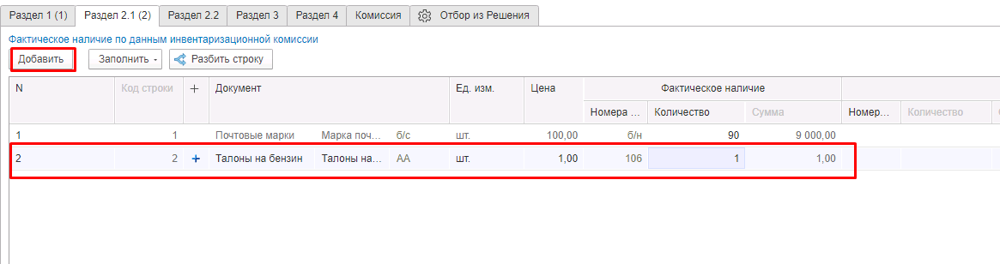 Раздел 1 (1) Раздел 2.1 (2) Раздел 2.2 Раздел 3 Раздел 4 Комиссия Отбор из Решения
Фактическое наличие по данным инвентаризационной комиссии
Добавить Заполнить Разбить строку
N Код строки + Документ Ед. изм. Цена Фактическое наличие
Номера ... Количество Сумма Номер... Количество
1 1 Почтовые марки Марка поч... б/с шт. 100,00 б/н 90 9 000,00
2 2 + Талоны на бензин Талоны на... АА шт. 1,00 106 1 1,00